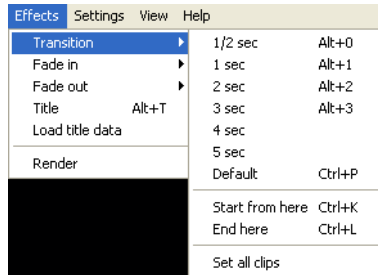 Effects Settings View Help
Transition
Fade in
Fade out
Title Alt+T
Load title data
Render
1/2 sec Alt+0
1 sec Alt+1
2 sec Alt+2
3 sec Alt+3
4 sec
5 sec
Default Ctrl+P
Start from here Ctrl+K
End here Ctrl+L
Set all clips